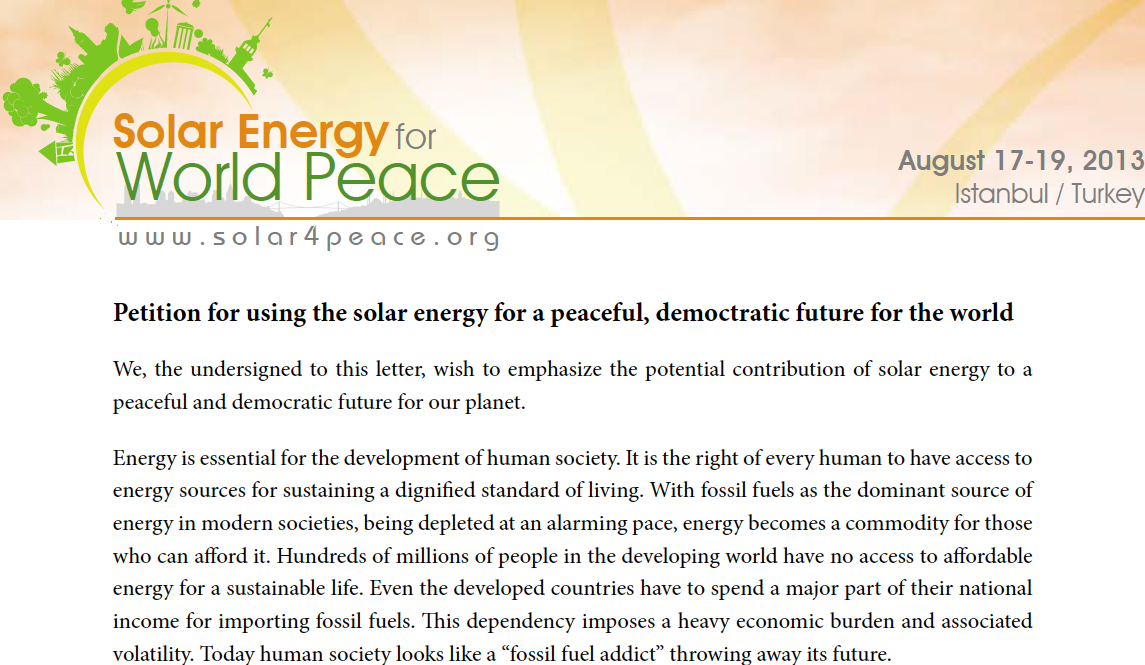 Solar Energy for
World Peace
August 17-19, 2013
Istanbul / Turkey
www.solar4peace.org
Petition for using the solar energy for a peaceful, democtratic future for the world
We, the undersigned to this letter, wish to emphasize the potential contribution of solar energy to a
peaceful and democratic future for our planet.
Energy is essential for the development of human society. It is the right of every human to have access to
energy sources for sustaining a dignified standard of living. With fossil fuels as the dominant source of
energy in modern societies, being depleted at an alarming pace, energy becomes a commodity for those
who can afford it. Hundreds of millions of people in the developing world have no access to affordable
energy for a sustainable life. Even the developed countries have to spend a major part of their national
income for importing fossil fuels. This dependency imposes a heavy economic burden and associated
volatility. Today human society looks like a “fossil fuel addict” throwing away its future.